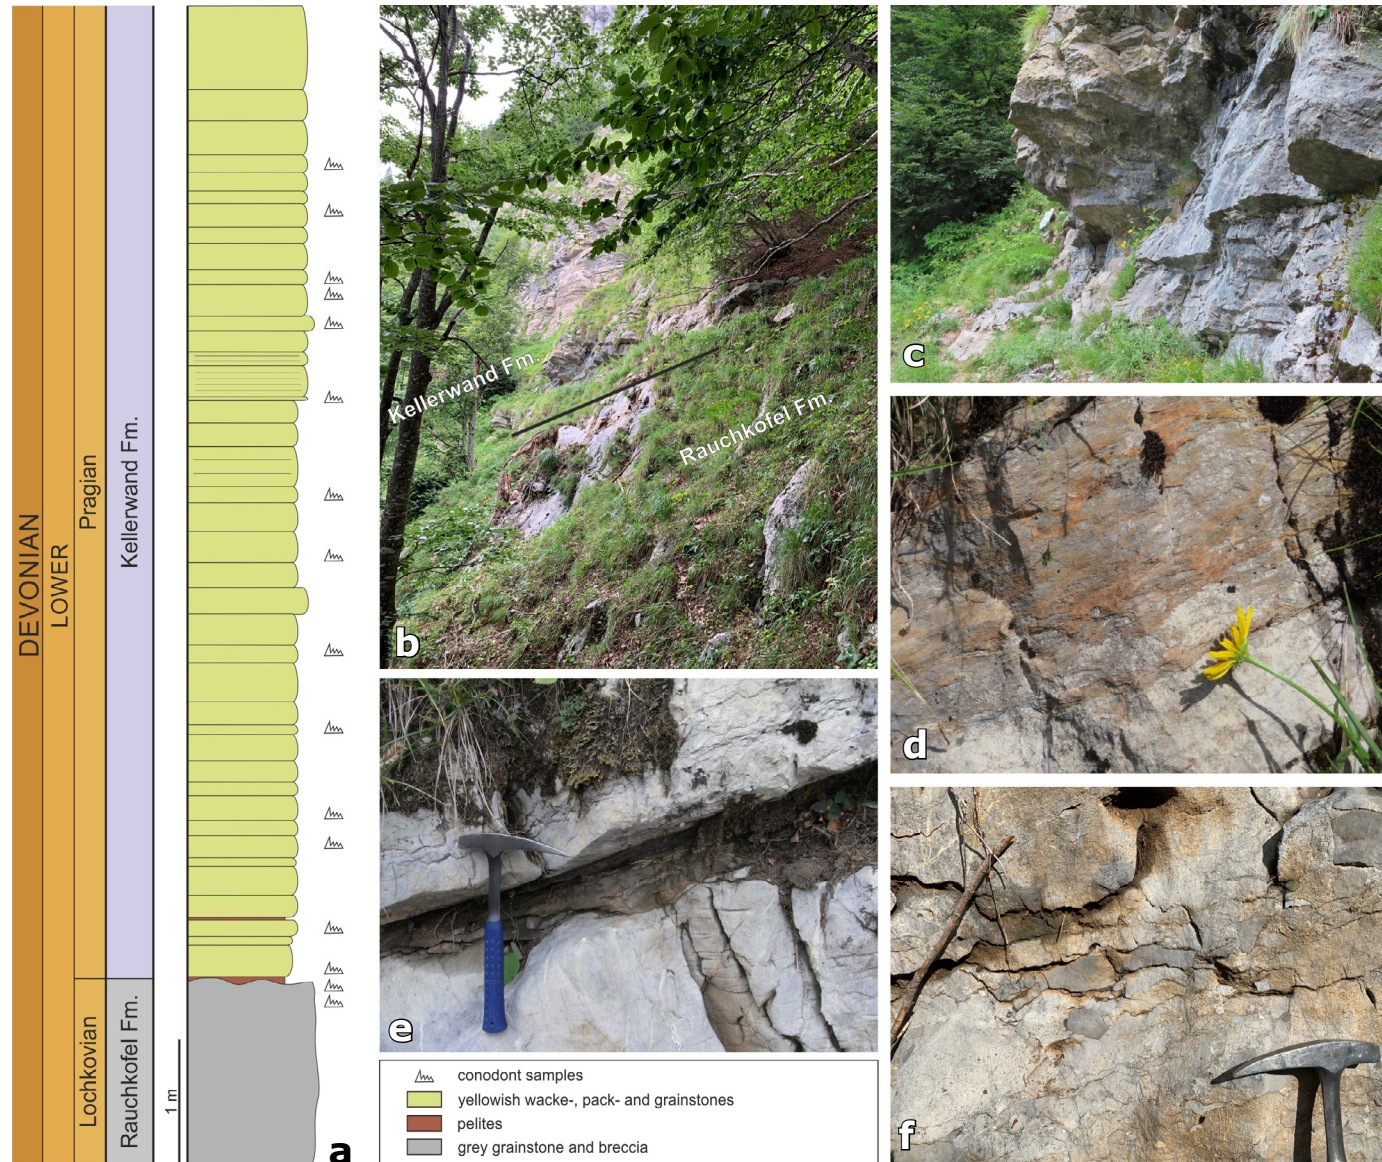 DEVONIAN
LOWER
Pragian
Lochkovian
Kellerwand Fm.
Rauchkofel Fm.
1 m
a
Kellerwand Fm.
Rauchkofel Fm.
b
c
d
e
f
conodont samples
yellowish wacke-, pack- and grainstones
pelites
grey grainstone and breccia